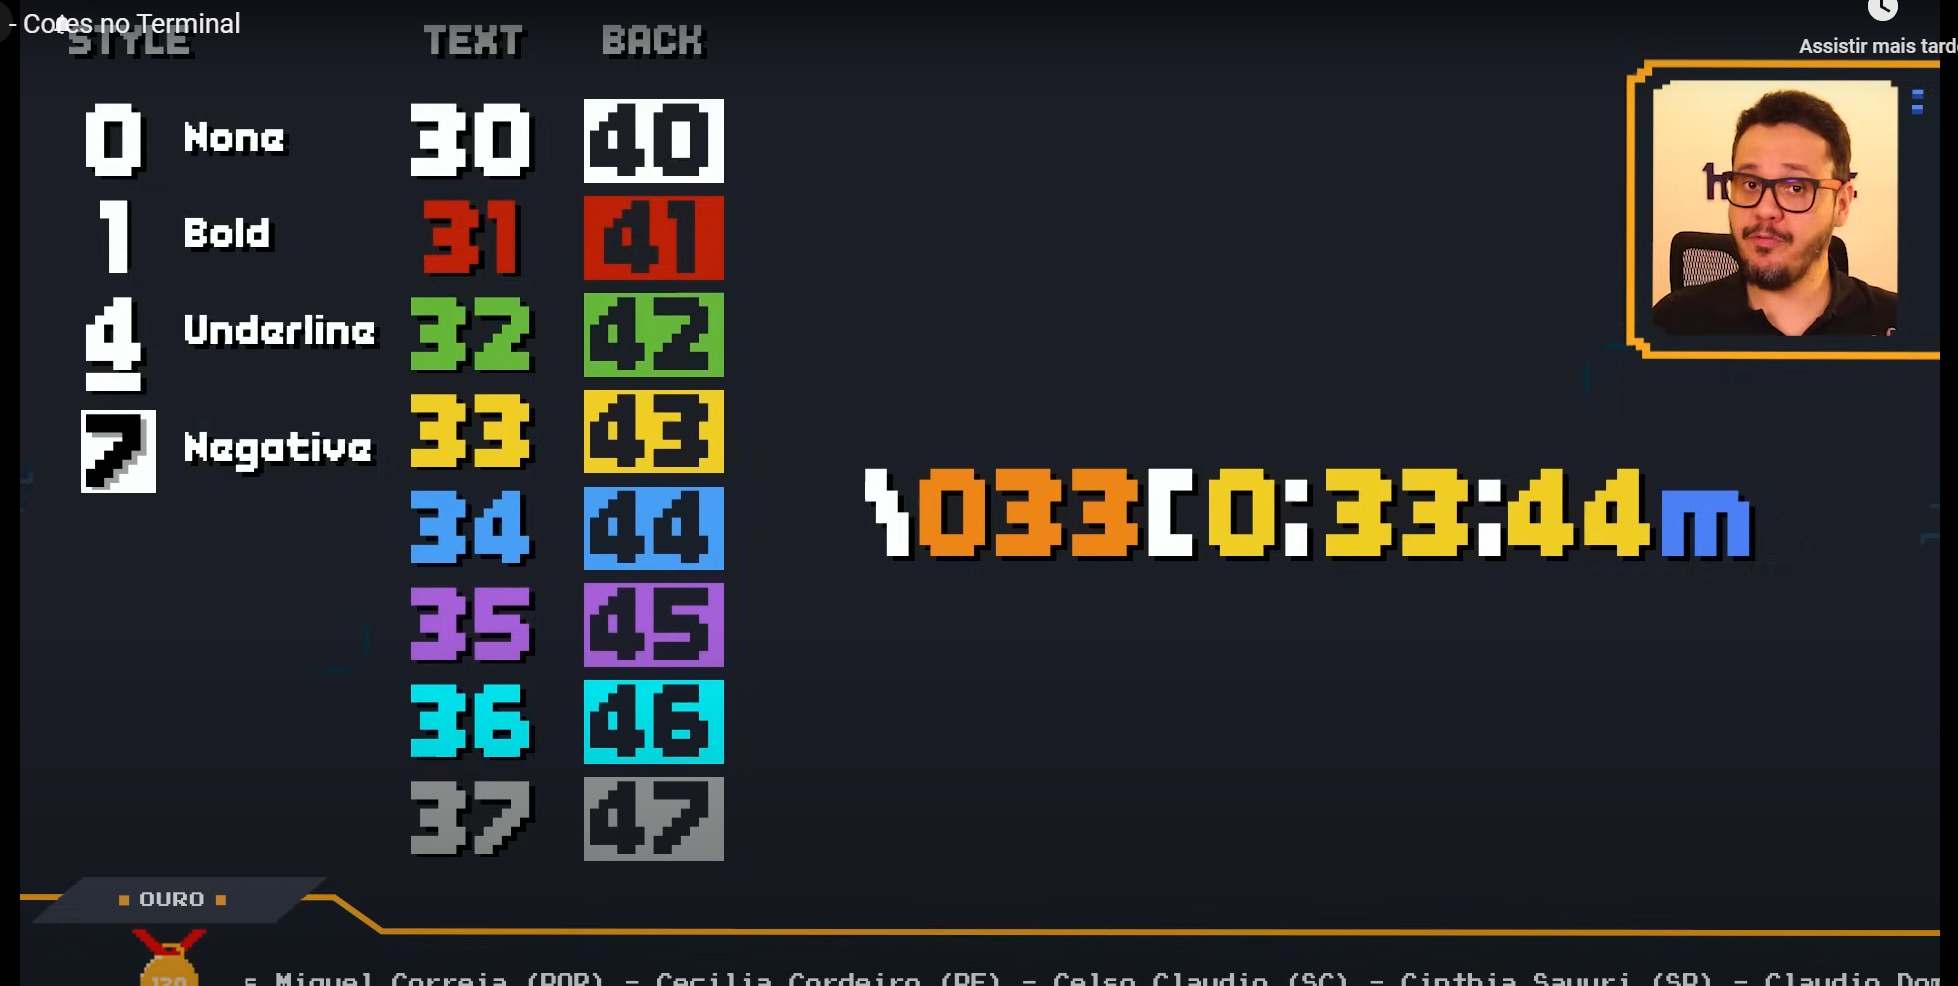 - Cores no Terminal
Assistir mais tarde
STYLE TEXT BACK
0 None 30 40
1 Bold 31 41
4 Underline 32 42
7 Negative 33 43
34 44
\033[0;33;44m
35 45
36 46
37 47
OURO
Miguel Correia (POR) - Cecilia Cordeiro (PE) - Celso Claudio (SC) - Cinthia Sayuri (SP) - Claudio Dom